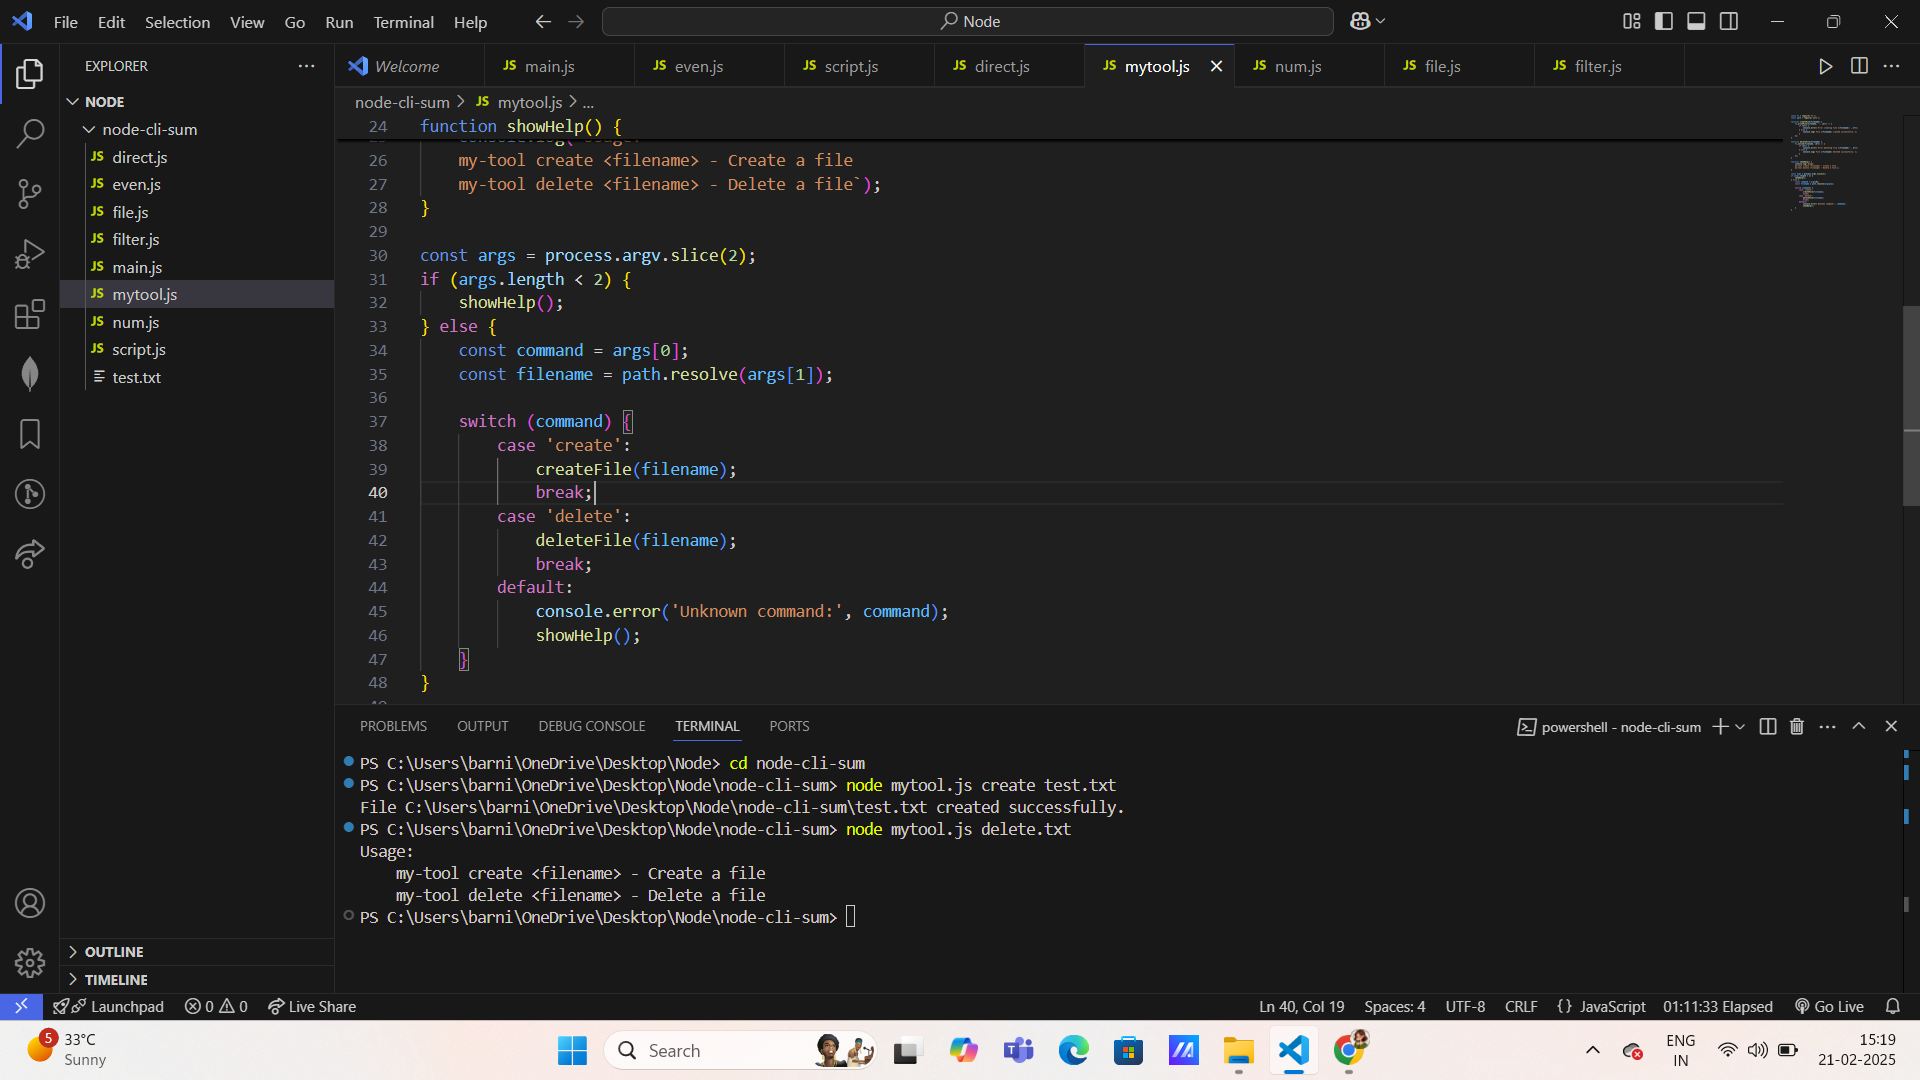 File Edit Selection View Go Run Terminal Help
Node
EXPLORER
Welcome
JS main.js
JS even.js
JS script.js
JS direct.js
JS mytool.js
JS num.js
JS file.js
JS filter.js
NODE
node-cli-sum
JS direct.js
JS even.js
JS file.js
JS filter.js
JS main.js
JS mytool.js
JS num.js
JS script.js
test.txt
OUTLINE
TIMELINE
node-cli-sum > JS mytool.js > ...
24 function showHelp() {
26 my-tool create <filename> - Create a file
27 my-tool delete <filename> - Delete a file`);
28 }
29
30 const args = process.argv.slice(2);
31 if (args.length < 2) {
32 showHelp();
33 } else {
34 const command = args[0];
35 const filename = path.resolve(args[1]);
36
37 switch (command) {
38 case 'create':
39 createFile(filename);
40 break;
41 case 'delete':
42 deleteFile(filename);
43 break;
44 default:
45 console.error('Unknown command:', command);
46 showHelp();
47 }
48 }
PROBLEMS OUTPUT DEBUG CONSOLE TERMINAL PORTS
powershell - node-cli-sum
PS C:\Users\barni\OneDrive\Desktop\Node> cd node-cli-sum
PS C:\Users\barni\OneDrive\Desktop\Node\node-cli-sum> node mytool.js create test.txt
File C:\Users\barni\OneDrive\Desktop\Node\node-cli-sum\test.txt created successfully.
PS C:\Users\barni\OneDrive\Desktop\Node\node-cli-sum> node mytool.js delete.txt
Usage:
my-tool create <filename> - Create a file
my-tool delete <filename> - Delete a file
PS C:\Users\barni\OneDrive\Desktop\Node\node-cli-sum>
Launchpad 0 0 Live Share
Ln 40, Col 19 Spaces: 4 UTF-8 CRLF {} JavaScript 01:11:33 Elapsed Go Live
5
33°C
Sunny
Search
ENG
IN
15:19
21-02-2025